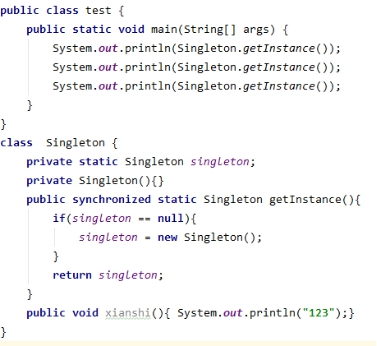 public class test {
public static void main(String[] args) {
System.out.println(Singleton.getInstance());
System.out.println(Singleton.getInstance());
System.out.println(Singleton.getInstance());
}
}
class  Singleton {
private static Singleton singleton;
private Singleton(){}
public synchronized static Singleton getInstance(){
if(singleton == null){
singleton = new Singleton();
}
return singleton;
}
public void xianshi(){ System.out.println("123");}
}